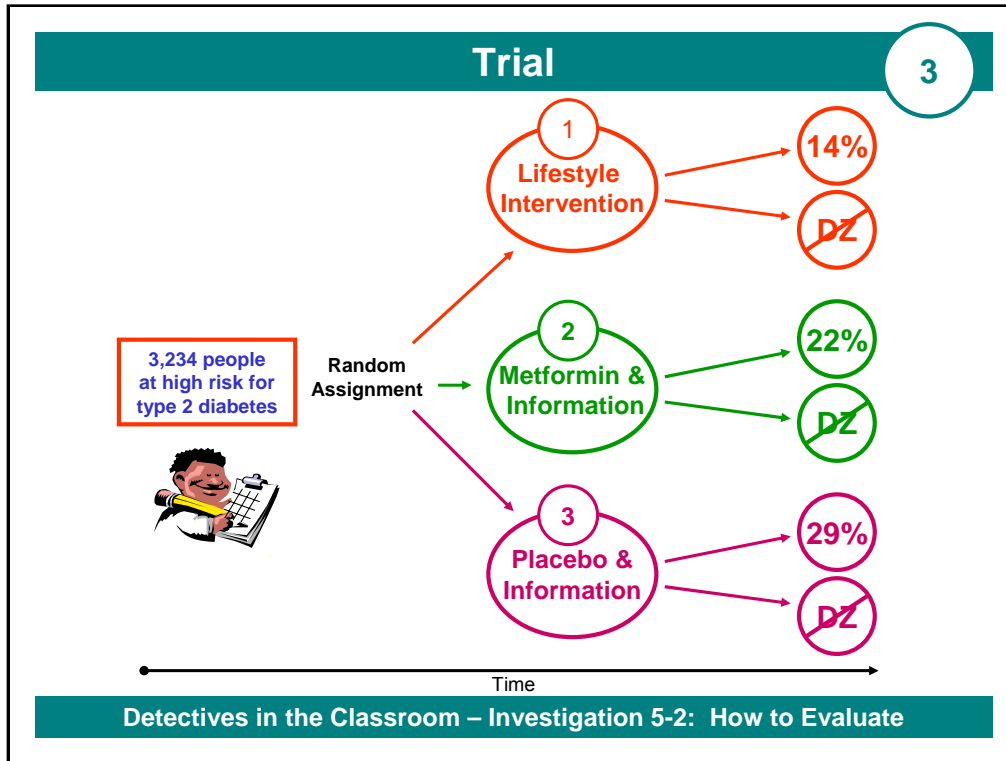 Trial
3
1
Lifestyle
Intervention
14%
DZ
3,234 people
at high risk for
type 2 diabetes
Random
Assignment
2
Metformin &
Information
22%
DZ
3
Placebo &
Information
29%
DZ
Time
Detectives in the Classroom – Investigation 5-2:  How to Evaluate